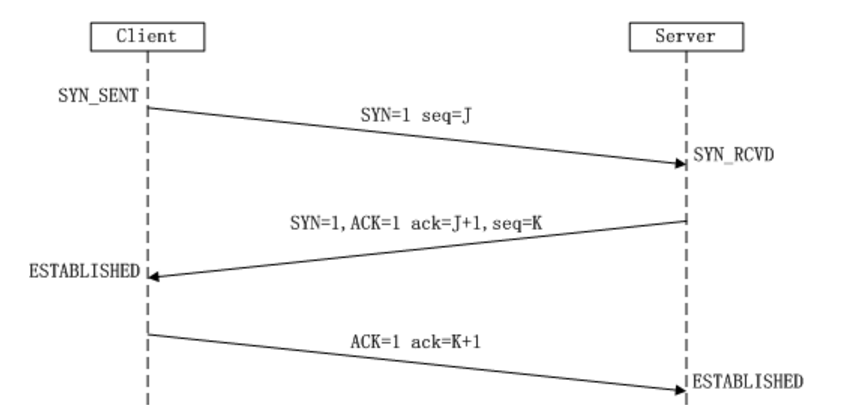 Client
Server
SYN_SENT
SYN=1 seq=J
SYN_RCVD
SYN=1,ACK=1 ack=J+1,seq=K
ESTABLISHED
ACK=1 ack=K+1
ESTABLISHED